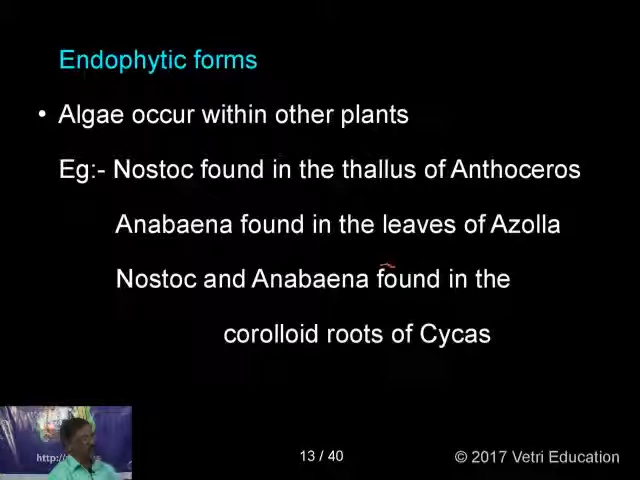 Endophytic forms
• Algae occur within other plants
Eg:- Nostoc found in the thallus of Anthoceros
Anabaena found in the leaves of Azolla
Nostoc and Anabaena found in the
corolloid roots of Cycas
http://
13 / 40
© 2017 Vetri Education